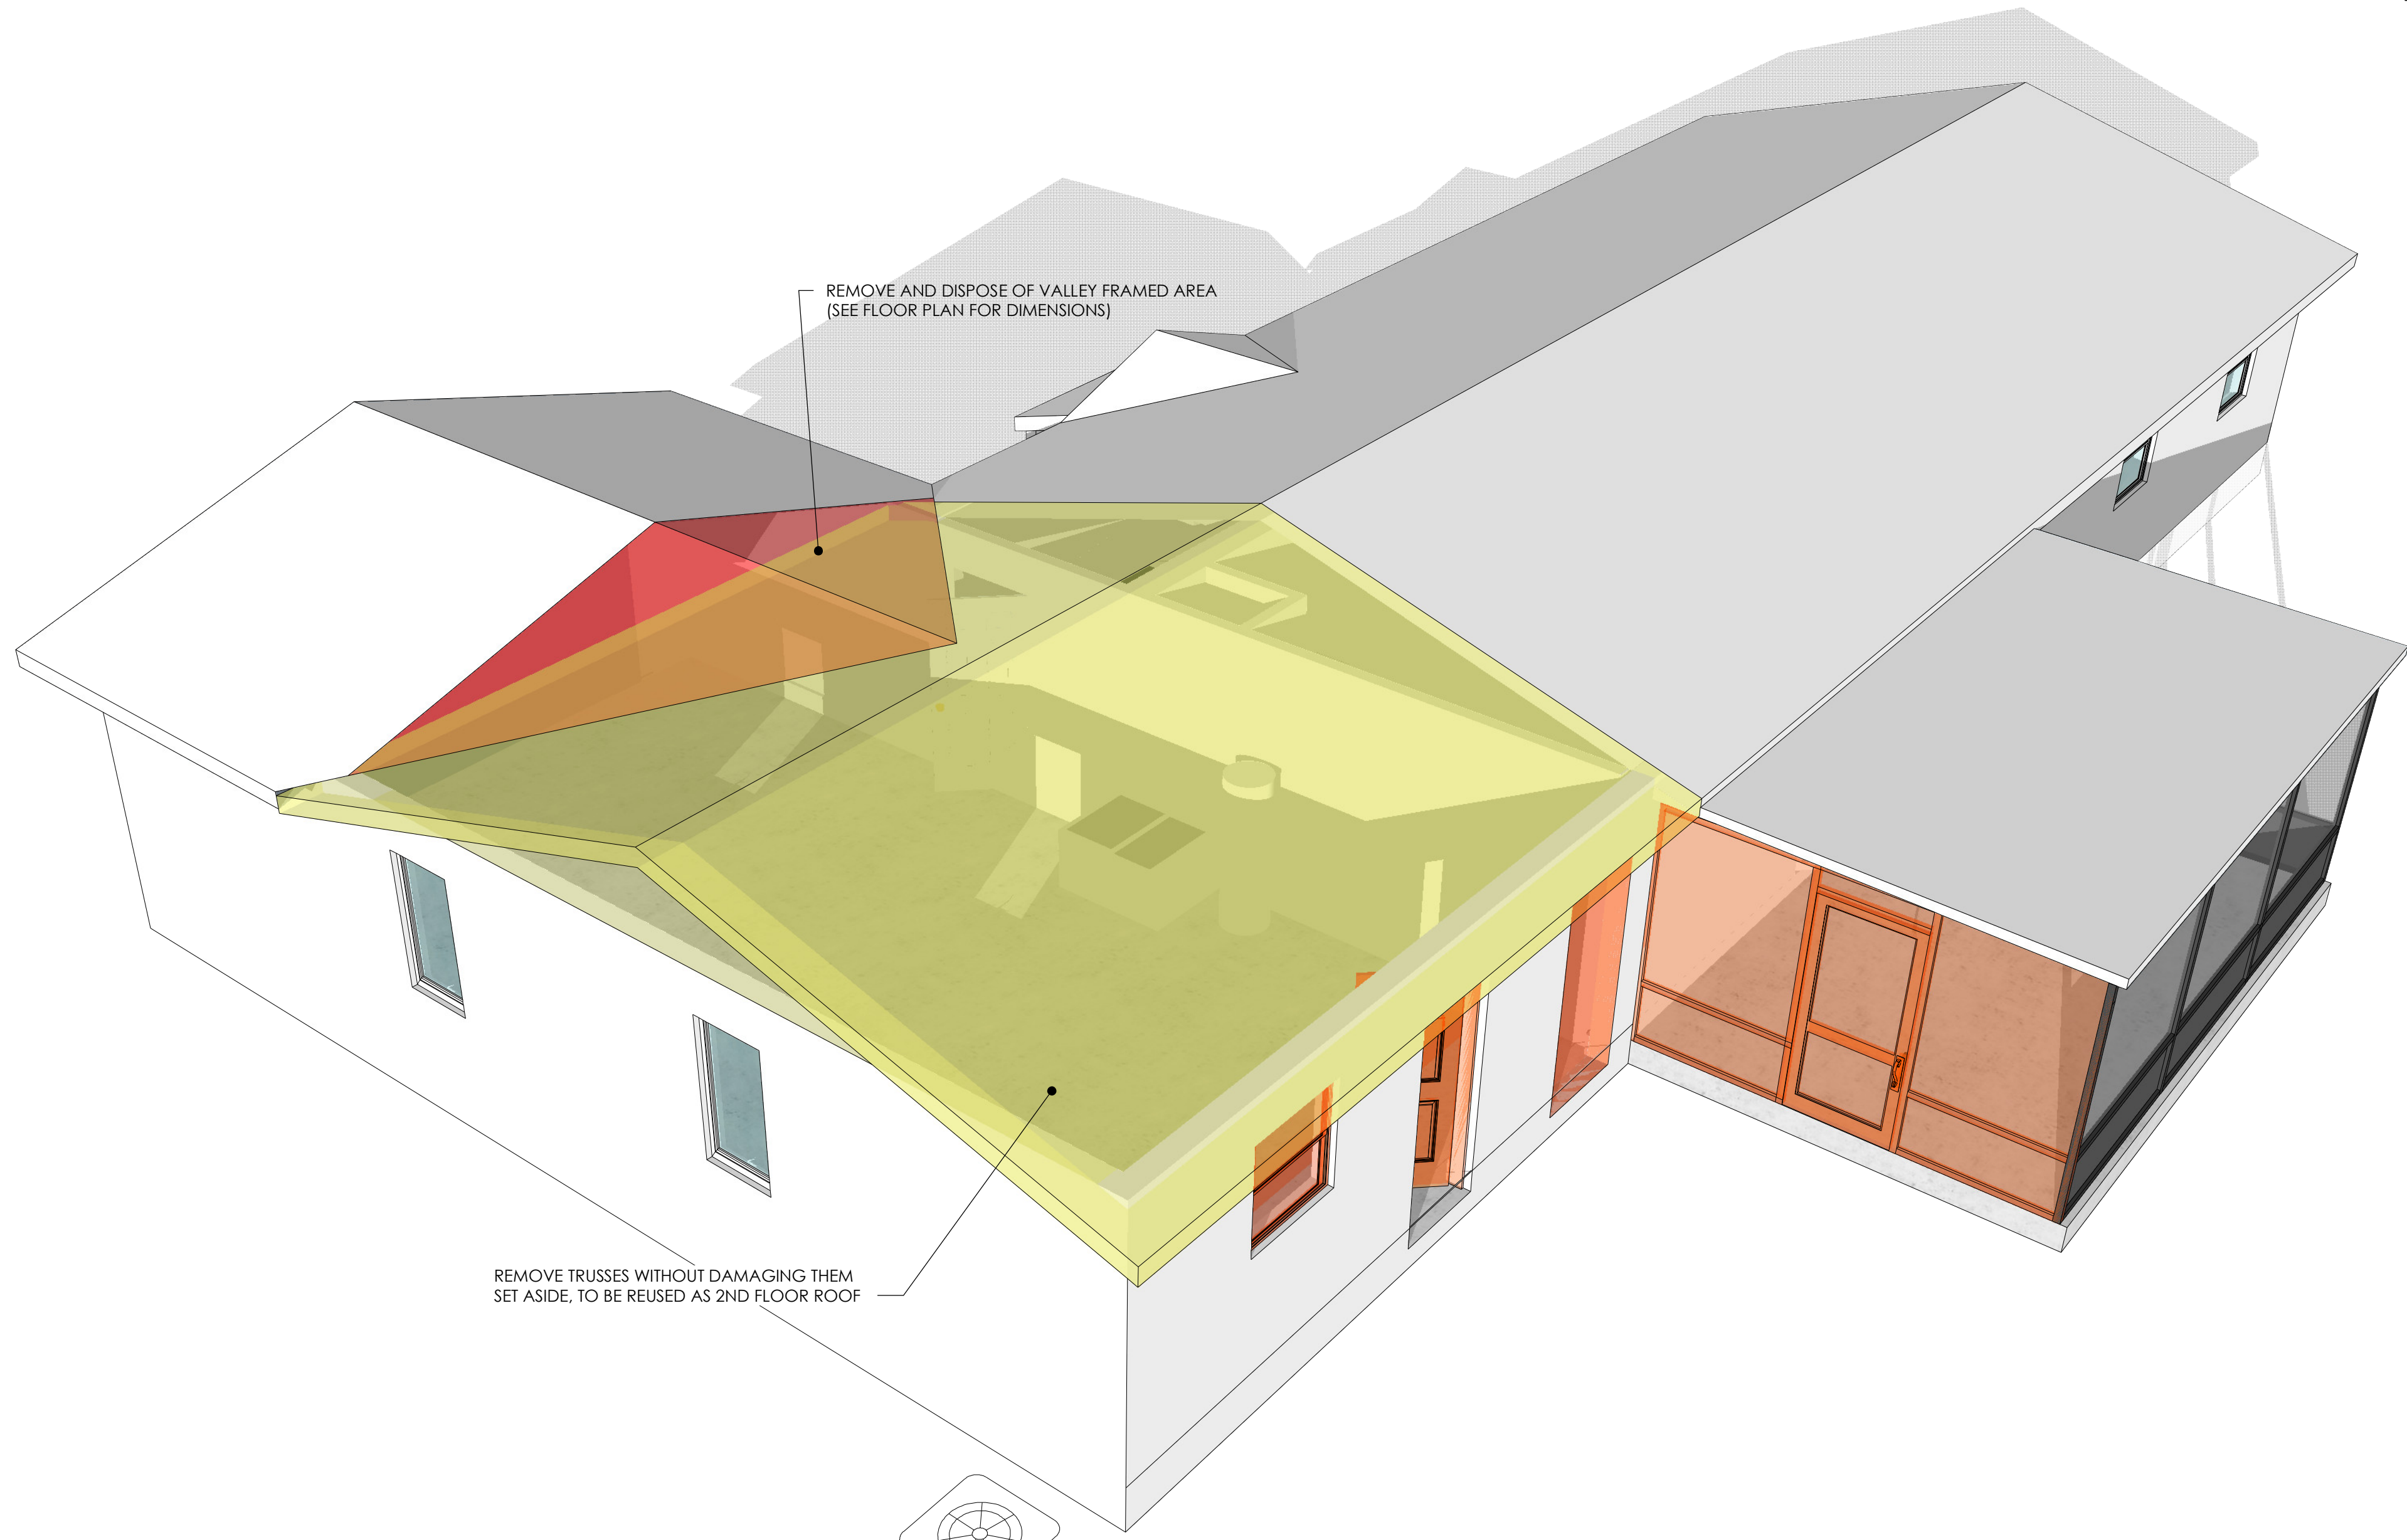 REMOVE AND DISPOSE OF VALLEY FRAMED AREA
(SEE FLOOR PLAN FOR DIMENSIONS)
REMOVE TRUSSES WITHOUT DAMAGING THEM
SET ASIDE, TO BE REUSED AS 2ND FLOOR ROOF